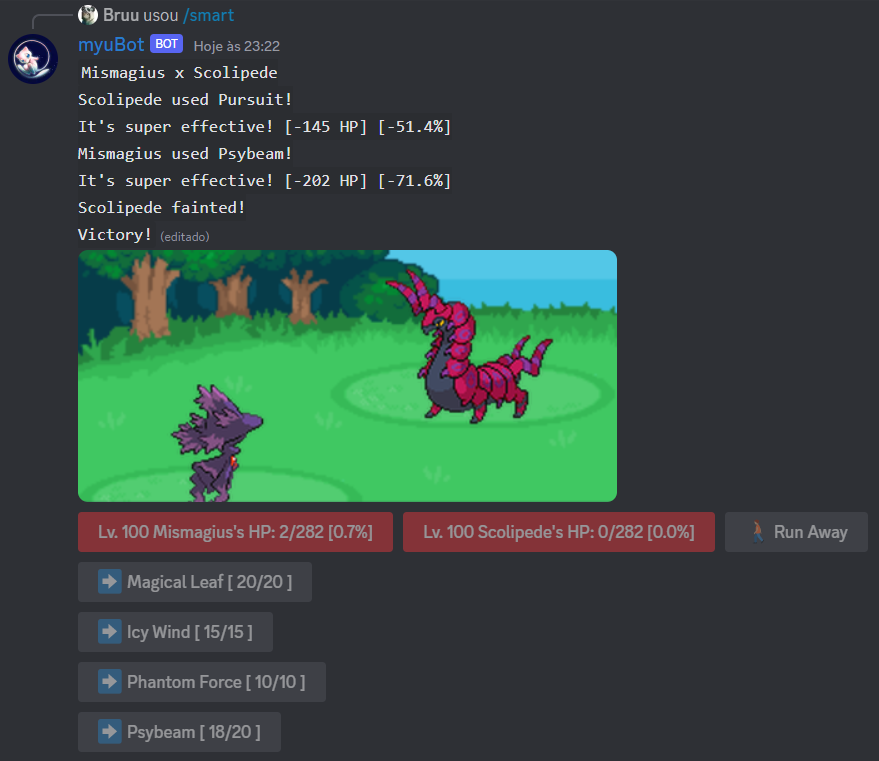 Bruu usou /smart
myuBot BOT Hoje às 23:22
Mismagius x Scolipede
Scolipede used Pursuit!
It's super effective! [-145 HP] [-51.4%]
Mismagius used Psybeam!
It's super effective! [-202 HP] [-71.6%]
Scolipede fainted!
Victory! (editado)
Lv. 100 Mismagius's HP: 2/282 [0.7%] Lv. 100 Scolipede's HP: 0/282 [0.0%] Run Away
Magical Leaf [ 20/20 ]
Icy Wind [ 15/15 ]
Phantom Force [ 10/10 ]
Psybeam [ 18/20 ]